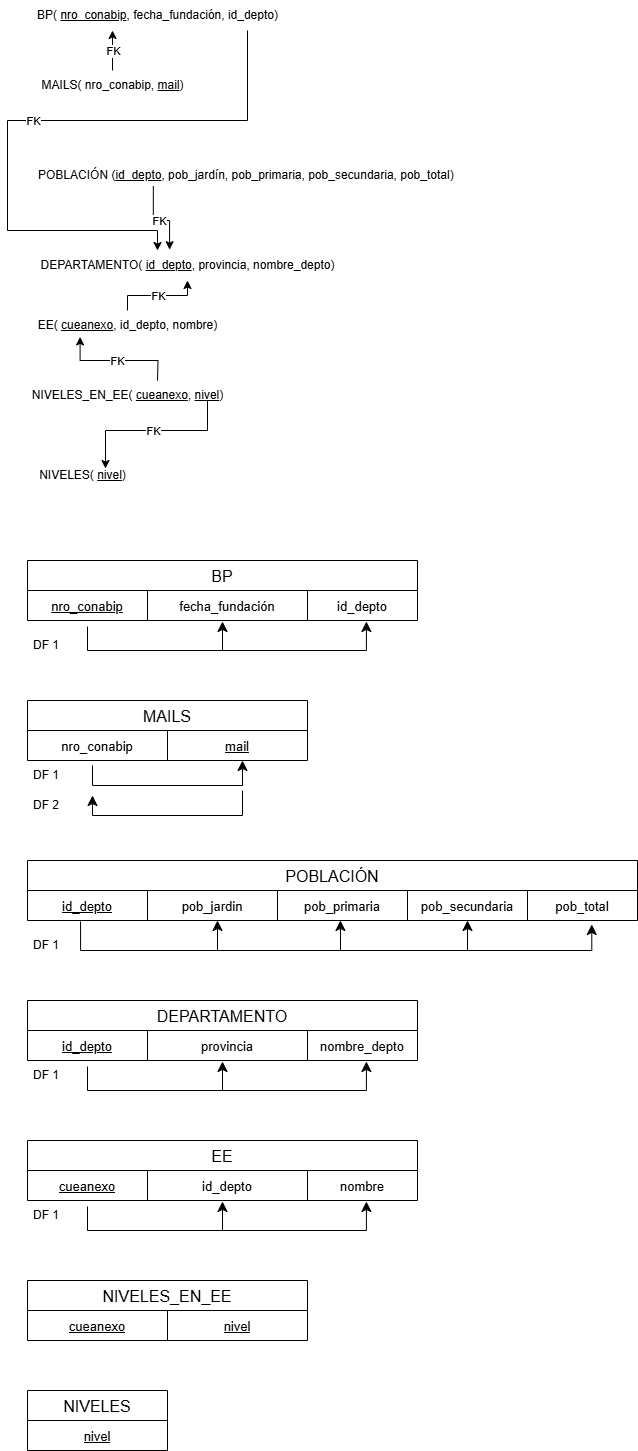 BP( nro_conabip, fecha_fundación, id_depto)
FK
MAILS( nro_conabip, mail)
FK
POBLACIÓN (id_depto, pob_jardín, pob_primaria, pob_secundaria, pob_total)
FK
DEPARTAMENTO( id_depto, provincia, nombre_depto)
FK
EE( cueanexo, id_depto, nombre)
FK
NIVELES_EN_EE( cueanexo, nivel)
FK
NIVELES( nivel)
BP
nro_conabip fecha_fundación id_depto
DF 1
MAILS
nro_conabip mail
DF 1
DF 2
POBLACIÓN
id_depto pob_jardin pob_primaria pob_secundaria pob_total
DF 1
DEPARTAMENTO
id_depto provincia nombre_depto
DF 1
EE
cueanexo id_depto nombre
DF 1
NIVELES_EN_EE
cueanexo nivel
NIVELES
nivel